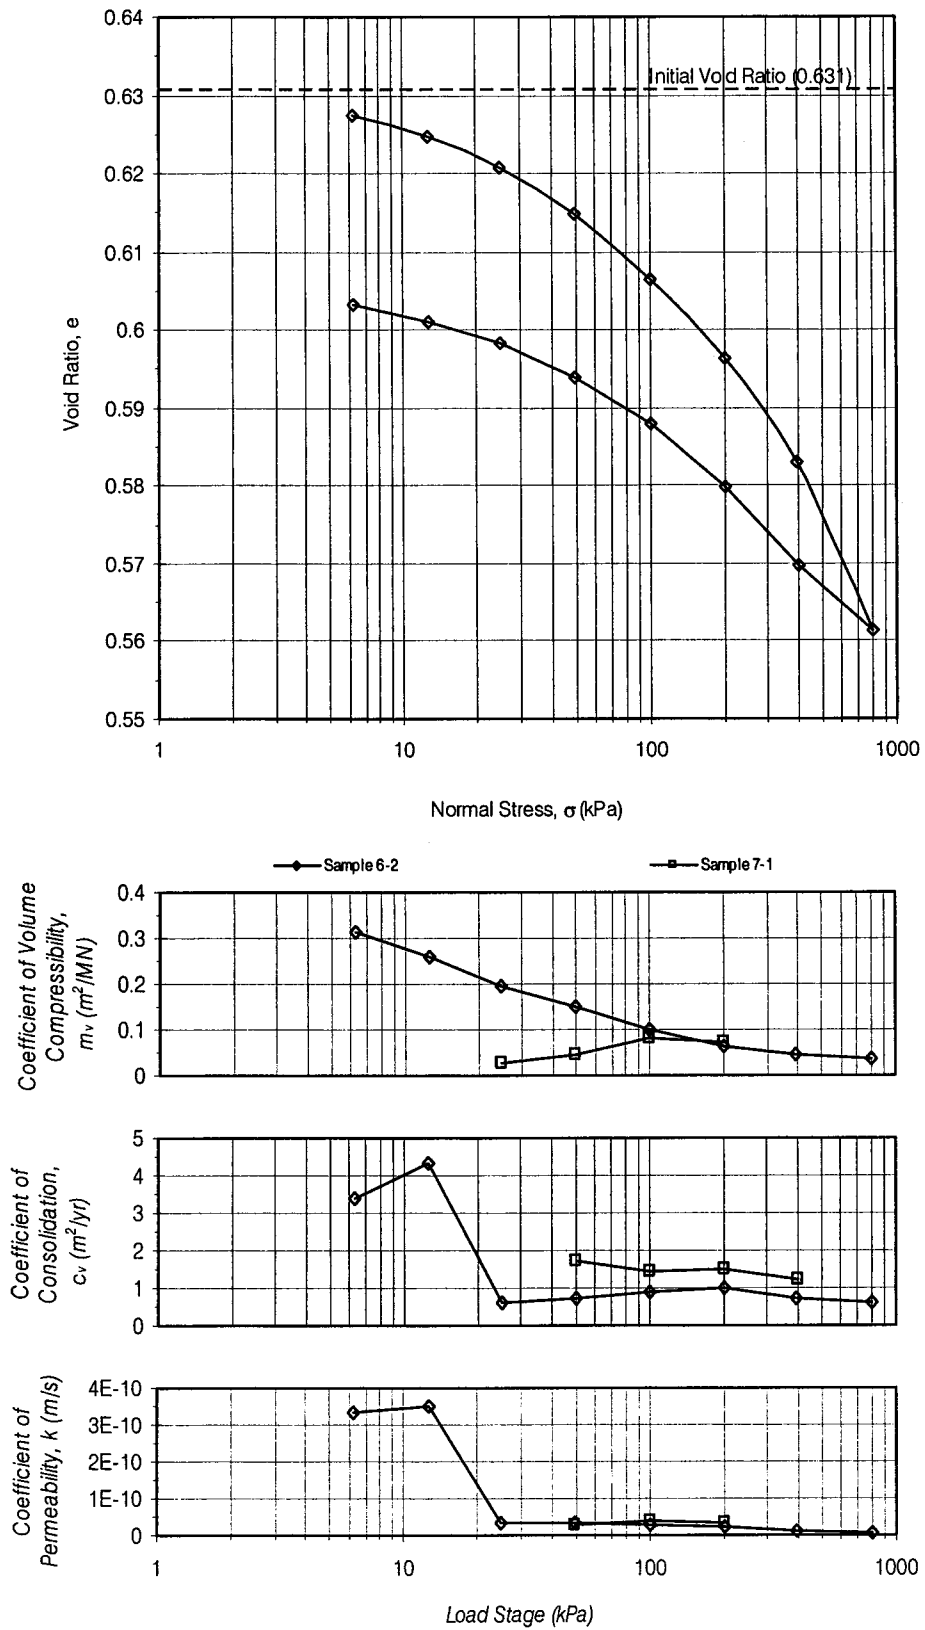 0.64
Initial Void Ratio (0.631)
0.63
0.62
0.61
0.6
0.59
0.58
0.57
0.56
0.55
Void Ratio, e
1 10 100 1000
Normal Stress, σ (kPa)
Sample 6-2 Sample 7-1
Coefficient of Volume
Compressibility,
mᵥ (m²/MN)
0.4
0.3
0.2
0.1
0
Coefficient of
Consolidation,
cᵥ (m²/yr)
5
4
3
2
1
0
Coefficient of
Permeability, k (m/s)
4E-10
3E-10
2E-10
1E-10
0
1 10 100 1000
Load Stage (kPa)